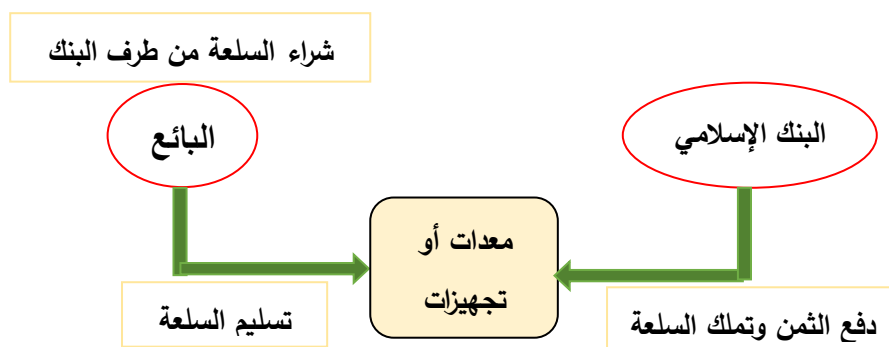 شراء السلعة من طرف البنك
البنك الإسلامي
البائع
معدات أو
تجهيزات
دفع الثمن وتملك السلعة
تسليم السلعة